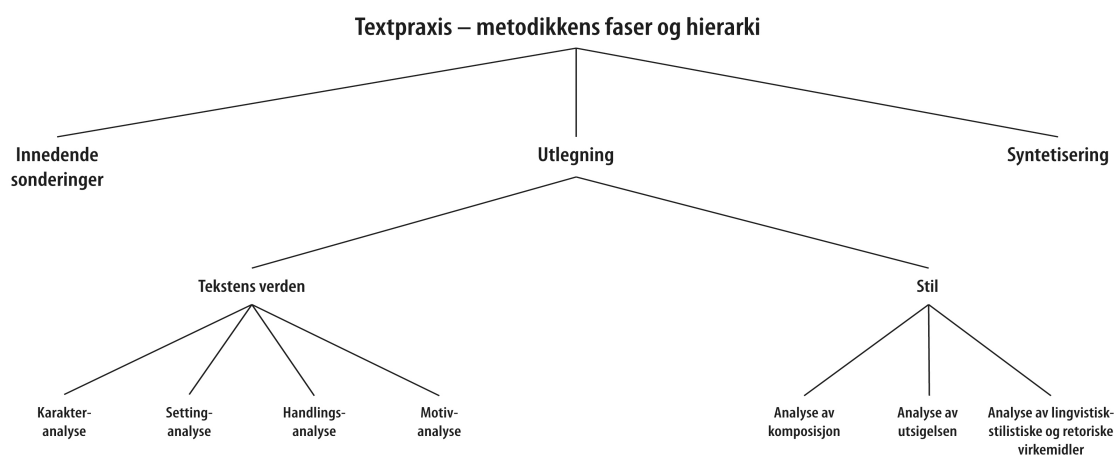 Textpraxis – metodikkens faser og hierarki
Innedende
sonderinger
Utlegning
Syntetisering
Tekstens verden
Stil
Karakter-
analyse
Setting-
analyse
Handlings-
analyse
Motiv-
analyse
Analyse av
komposisjon
Analyse av
utsigelsen
Analyse av lingvistisk-
stilistiske og retoriske
virkemidler